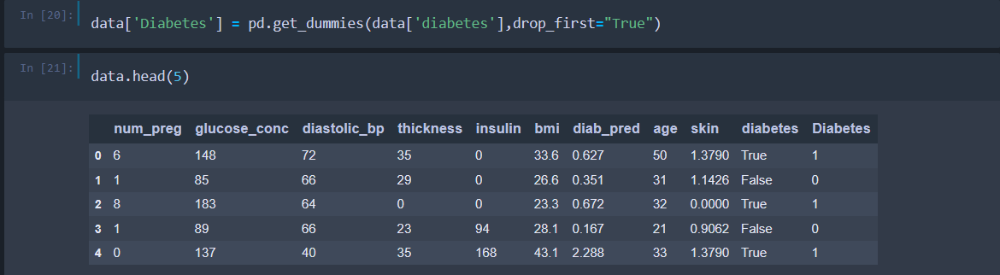 In [20]: data['Diabetes'] = pd.get_dummies(data['diabetes'],drop_first="True")
In [21]: data.head(5)
num_preg glucose_conc diastolic_bp thickness insulin bmi diab_pred age skin diabetes Diabetes
0 6 148 72 35 0 33.6 0.627 50 1.3790 True 1
1 1 85 66 29 0 26.6 0.351 31 1.1426 False 0
2 8 183 64 0 0 23.3 0.672 32 0.0000 True 1
3 1 89 66 23 94 28.1 0.167 21 0.9062 False 0
4 0 137 40 35 168 43.1 2.288 33 1.3790 True 1